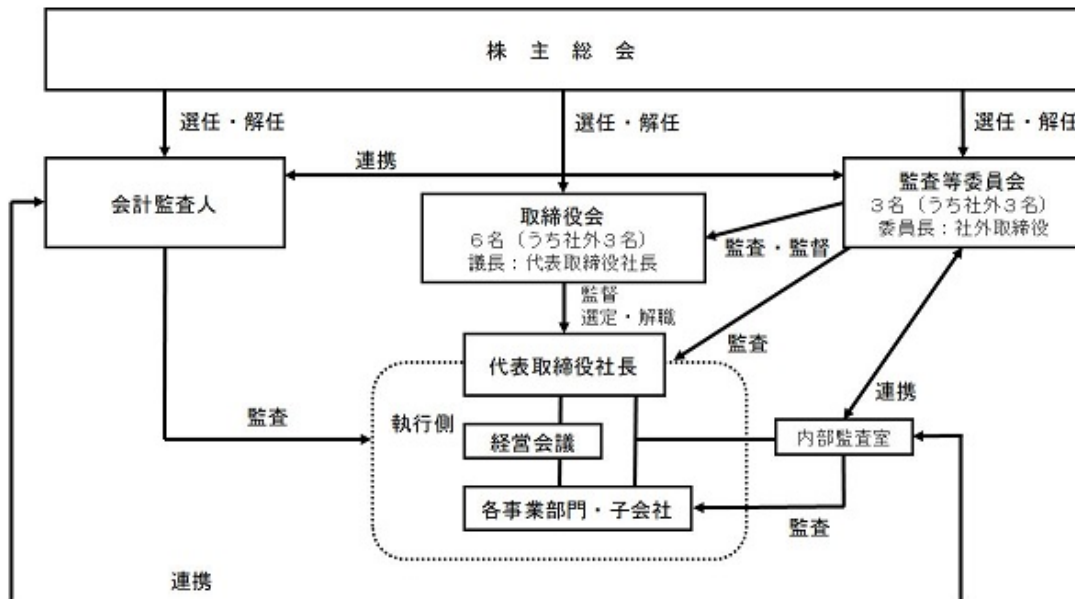 株 主 総 会
選任・解任
選任・解任
選任・解任
連携
会計監査人
監査等委員会
3名(うち社外3名)
委員長:社外取締役
取締役会
6名(うち社外3名)
議長:代表取締役社長
監査・監督
監督
選定・解職
監査
代表取締役社長
連携
監査
執行側
経営会議
内部監査室
各事業部門・子会社
監査
連携